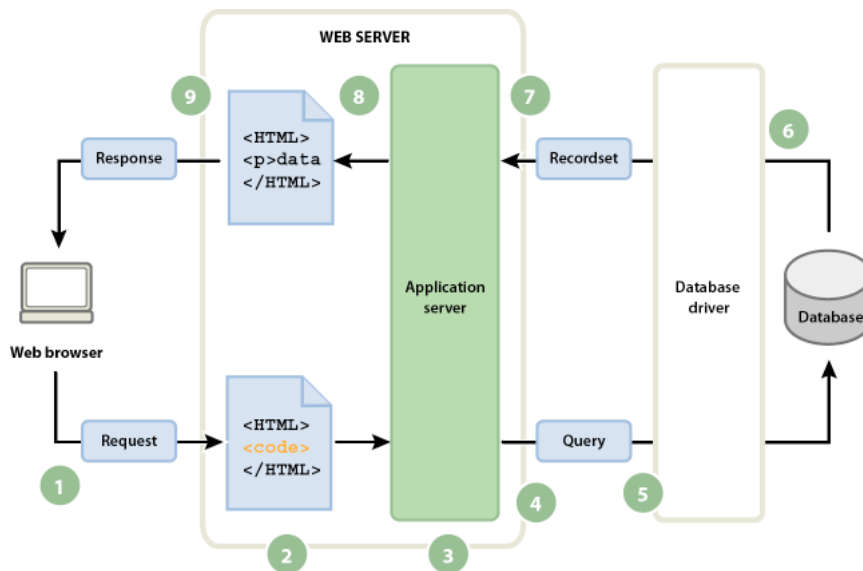 WEB SERVER
9
8
7
6
Response
<HTML>
<p>data
</HTML>
Recordset
Application
server
Database
driver
Database
Web browser
Request
<HTML>
<code>
</HTML>
Query
1
2
3
4
5